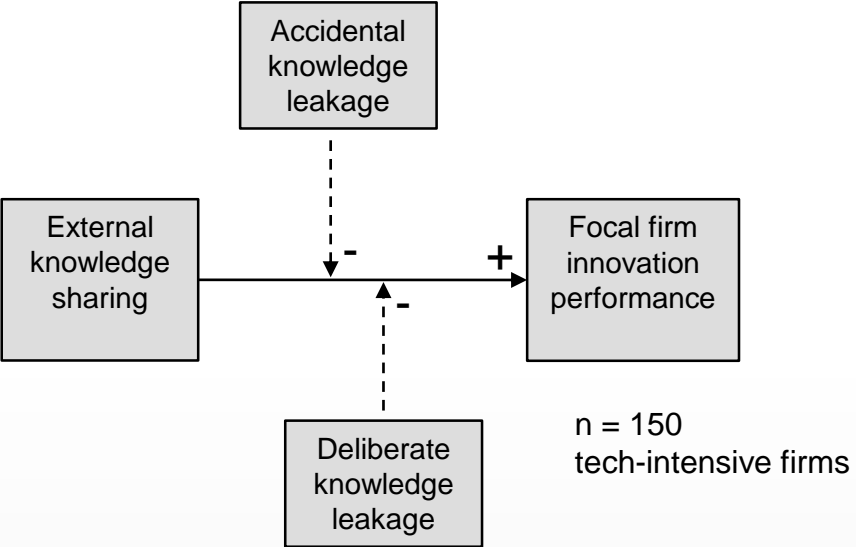 Accidental
knowledge
leakage
External
knowledge
sharing
-
+
Focal firm
innovation
performance
-
Deliberate
knowledge
leakage
n = 150
tech-intensive firms